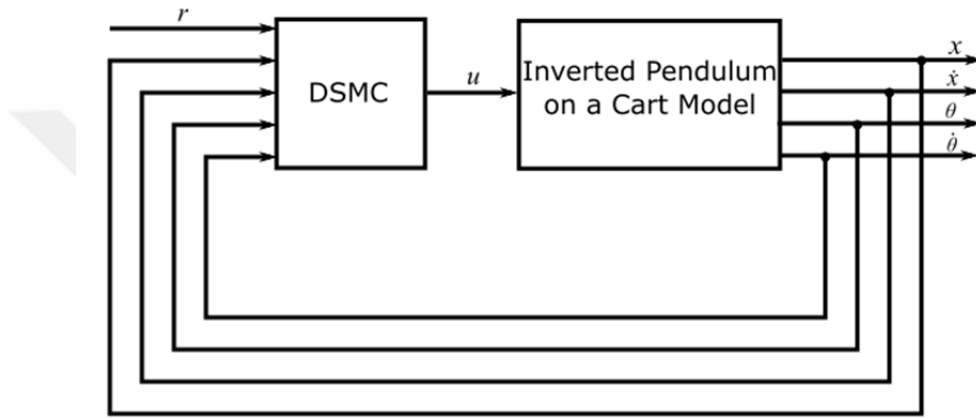 r
DSMC
u
Inverted Pendulum
on a Cart Model
x
ẋ
θ
θ̇